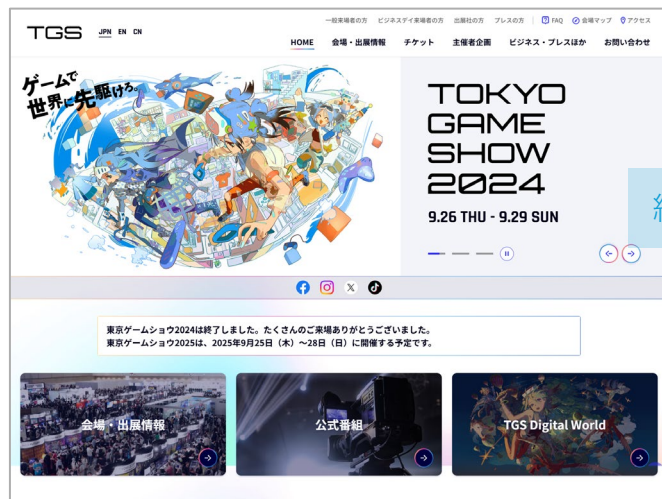 TGS
JPN EN CN
一般来場者の方 ビジネスデイ来場者の方 出展社の方 プレスの方 FAQ 会場マップ アクセス
HOME 会場・出展情報 チケット 主催者企画 ビジネス・プレスほか お問い合わせ
ゲームで
世界に先駆けろ。
TOKYO
GAME
SHOW
2024
9.26 THU - 9.29 SUN
東京ゲームショウ2024は終了しました。たくさんのご来場ありがとうございました。
東京ゲームショウ2025は、2025年9月25日（木）〜28日（日）に開催する予定です。
会場・出展情報
公式番組
TGS Digital World